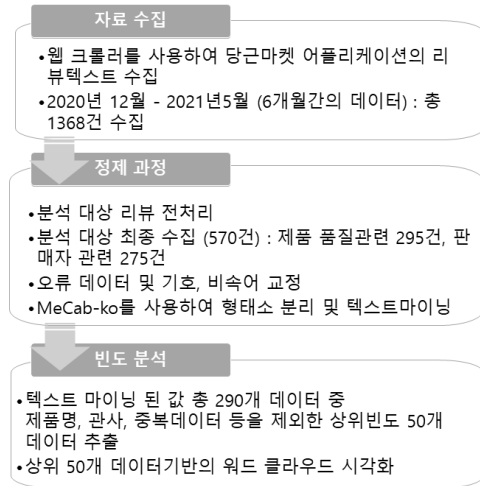 자료 수집
•웹 크롤러를 사용하여 당근마켓 어플리케이션의 리
뷰텍스트 수집
•2020년 12월 - 2021년5월 (6개월간의 데이터) : 총
1368건 수집
정제 과정
•분석 대상 리뷰 전처리
•분석 대상 최종 수집 (570건) : 제품 품질관련 295건, 판
매자 관련 275건
•오류 데이터 및 기호, 비속어 교정
•MeCab-ko를 사용하여 형태소 분리 및 텍스트마이닝
빈도 분석
•텍스트 마이닝 된 값 총 290개 데이터 중
제품명, 관사, 중복데이터 등을 제외한 상위빈도 50개
데이터 추출
•상위 50개 데이터기반의 워드 클라우드 시각화